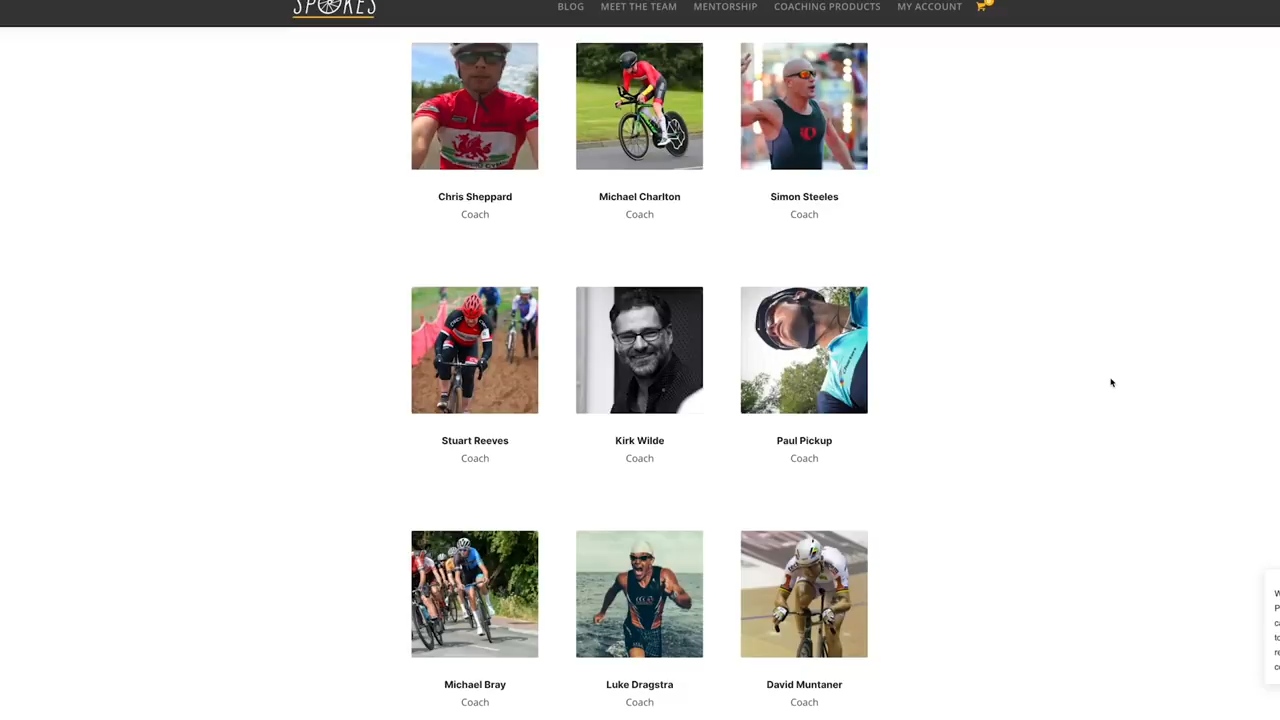 SPOKES
BLOG MEET THE TEAM MENTORSHIP COACHING PRODUCTS MY ACCOUNT
Chris Sheppard Michael Charlton Simon Steeles
Coach Coach Coach
Stuart Reeves Kirk Wilde Paul Pickup
Coach Coach Coach
Michael Bray Luke Dragstra David Muntaner
Coach Coach Coach